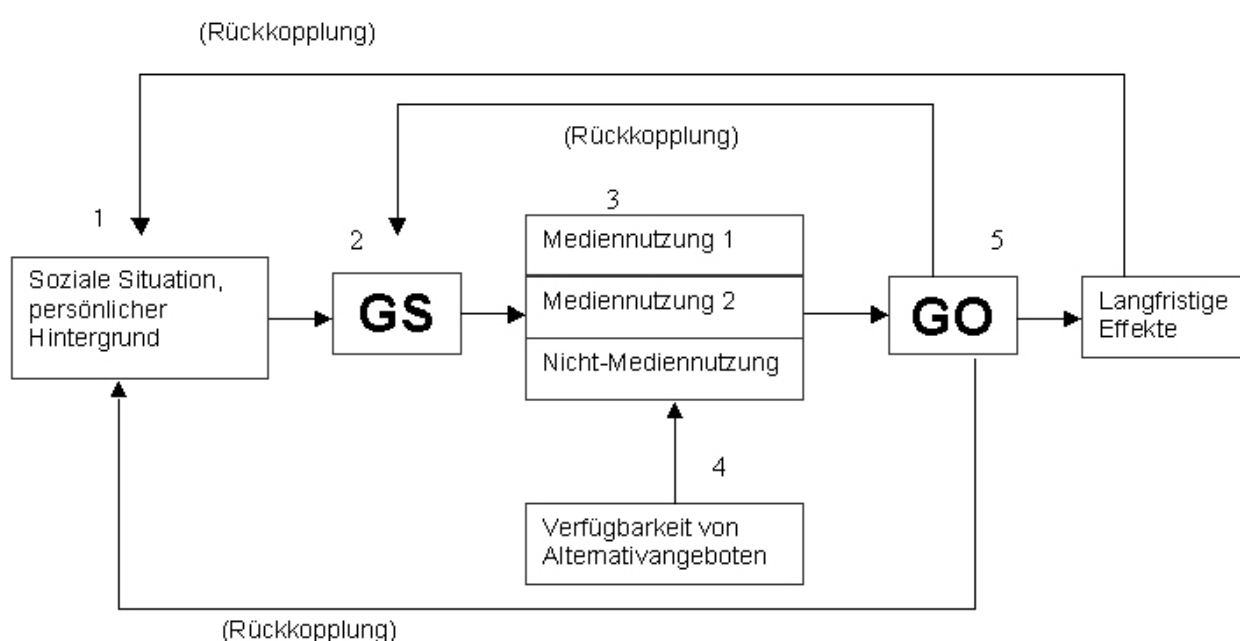 (Rückkopplung)
(Rückkopplung)
1
2
3
5
Soziale Situation,
persönlicher
Hintergrund
GS
Mediennutzung 1
Mediennutzung 2
Nicht-Mediennutzung
GO
Langfristige
Effekte
4
Verfügbarkeit von
Alternativangeboten
(Rückkopplung)